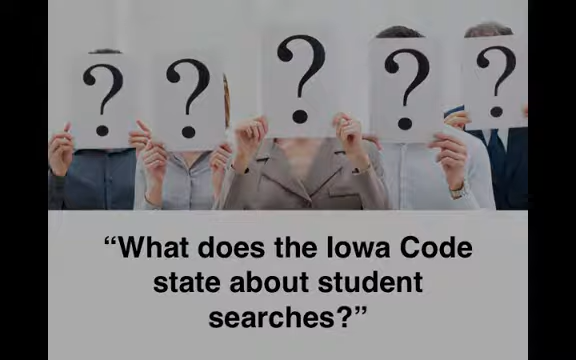 ? ? ? ? ?
“What does the Iowa Code
state about student
searches?”